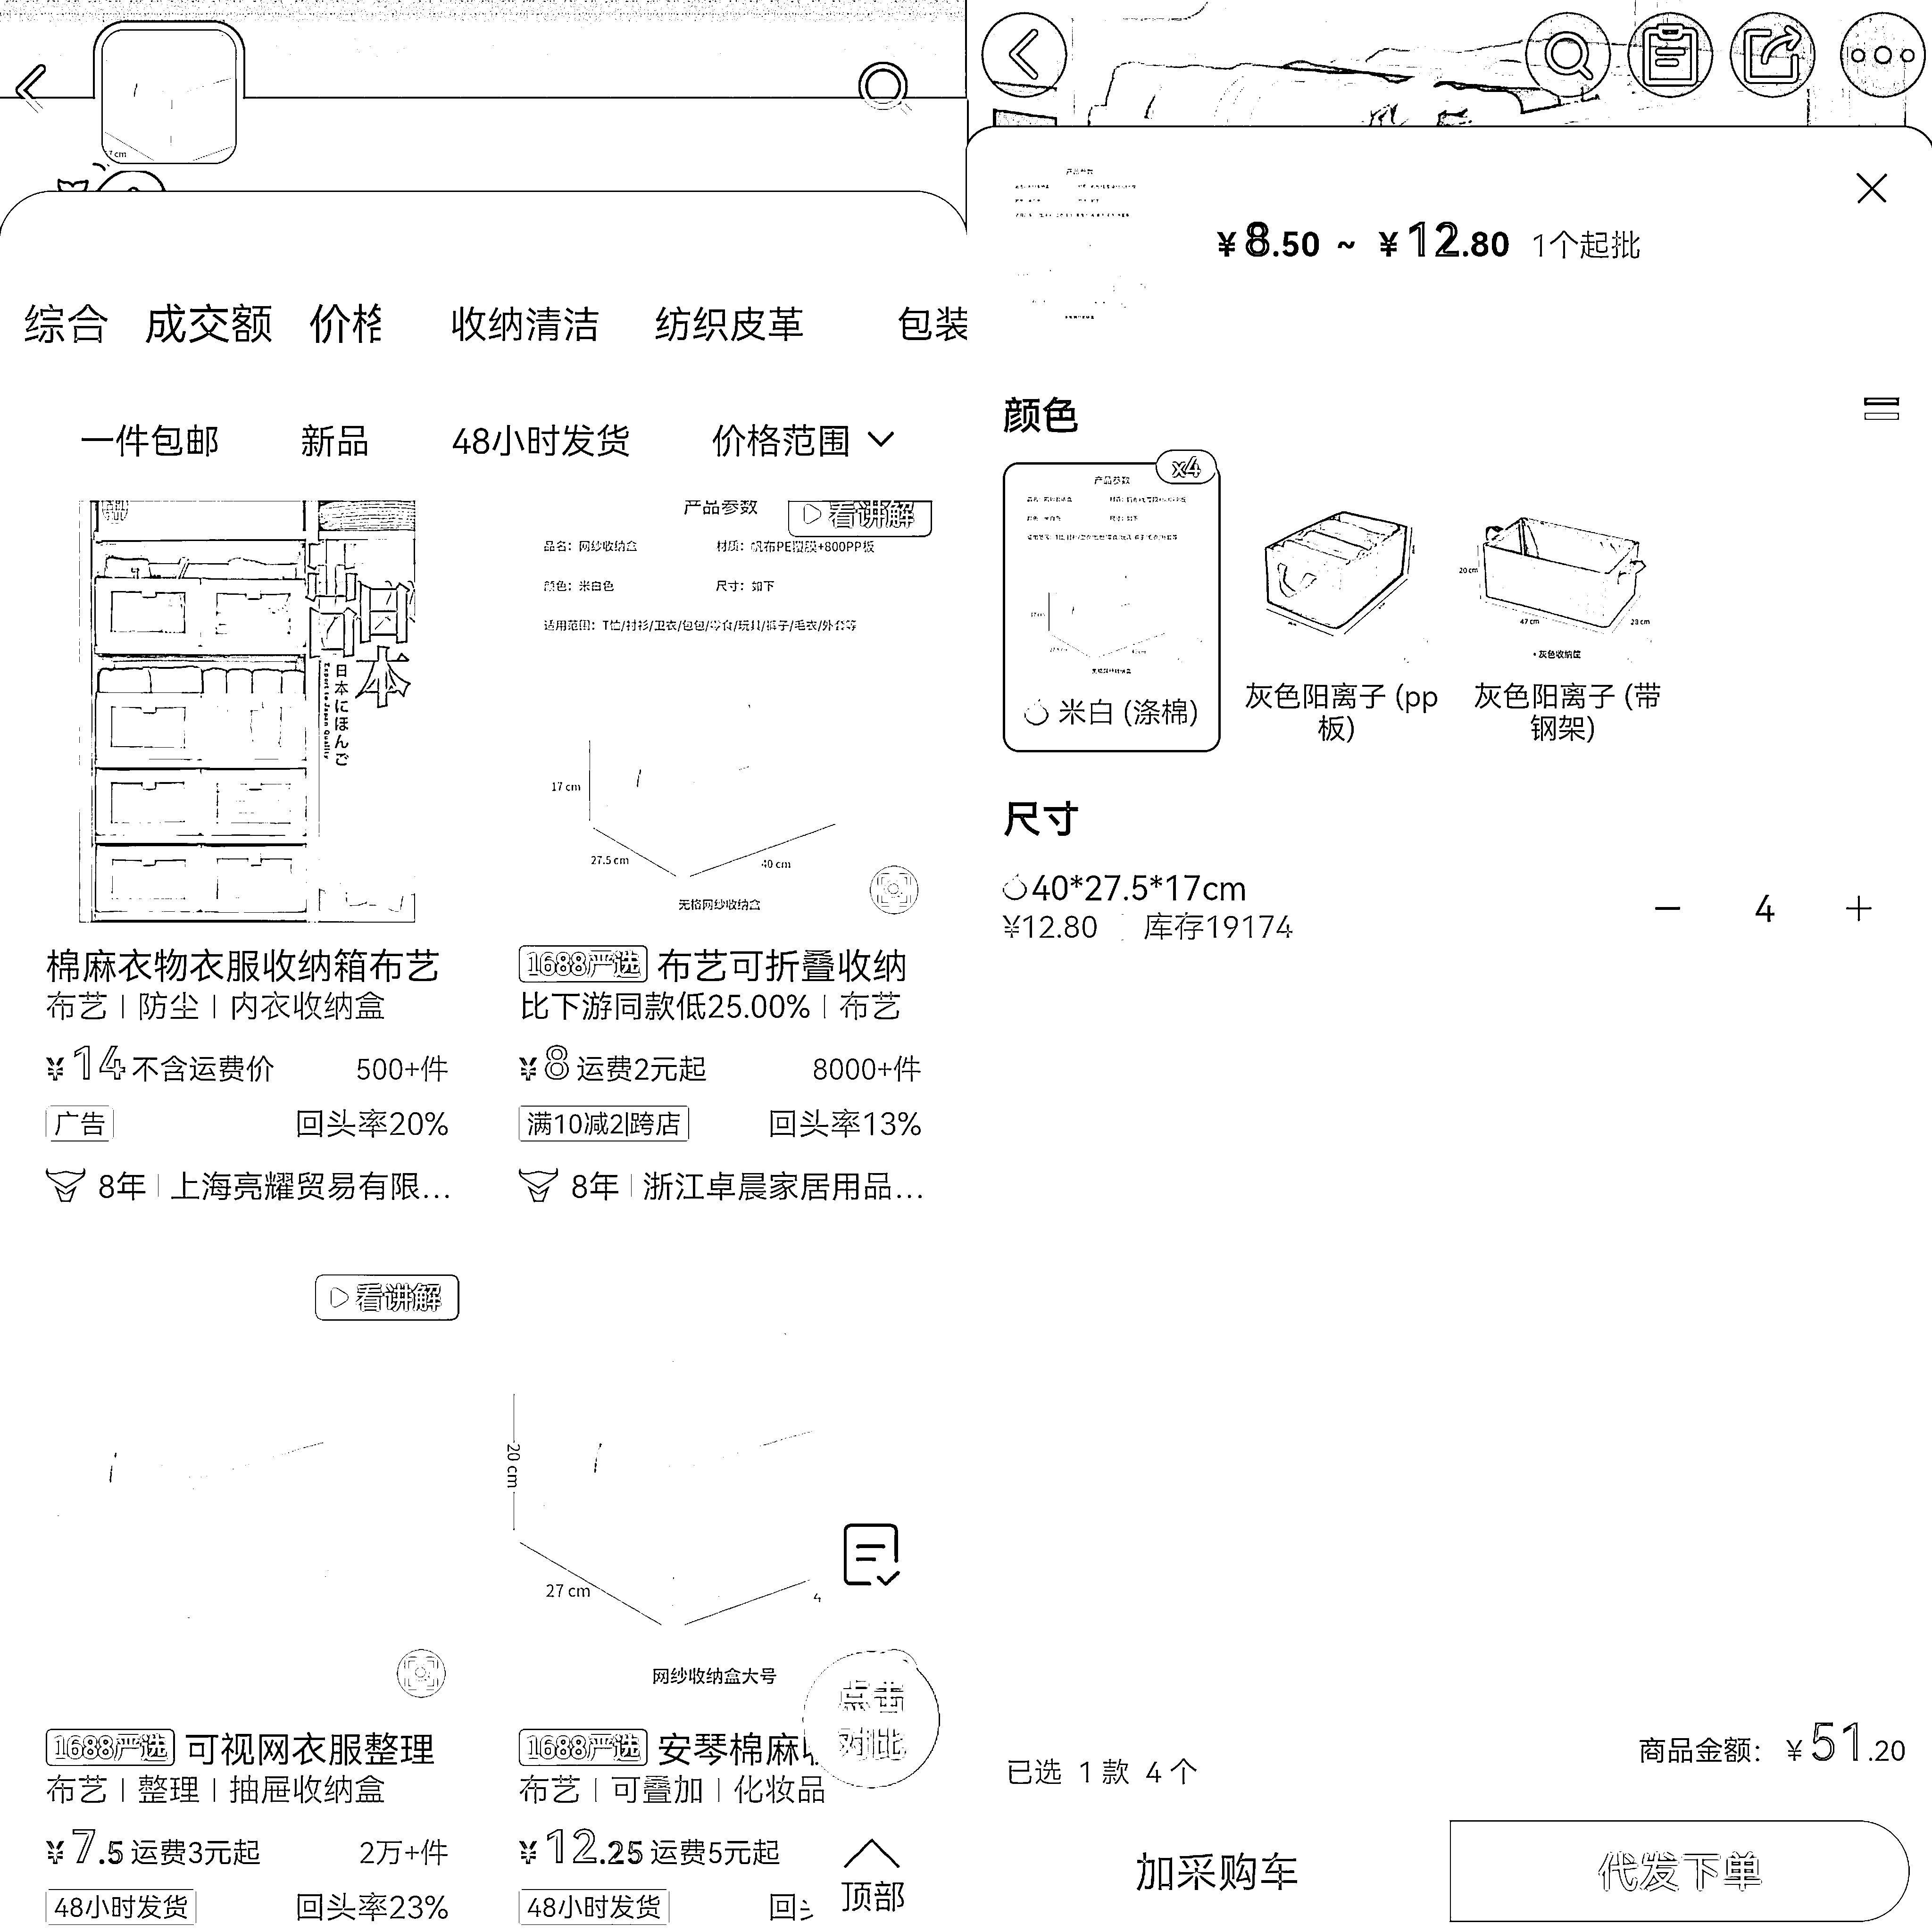 7 cm
综合 成交额 价格 收纳清洁 纺织皮革 包装
一件包邮 新品 48小时发货 价格范围
本
日本にほんご
Export to Japan Quality
产品参数
看讲解
品名：网纱收纳盒 材质：帆布PE覆膜+800PP板
颜色：米白色 尺寸：如下
适用范围：T恤/衬衫/卫衣/包包/零食/玩具/裤子/毛衣/外套等
17 cm
27.5 cm
40 cm
无格网纱收纳盒
棉麻衣物衣服收纳箱布艺
布艺 | 防尘 | 内衣收纳盒
¥14 不含运费价 500+件
广告 回头率20%
8年 | 上海亮耀贸易有限...
1688严选 布艺可折叠收纳
比下游同款低25.00% | 布艺
¥8 运费2元起 8000+件
满10减2|跨店 回头率13%
8年 | 浙江卓晨家居用品...
看讲解
1688严选 可视网衣服整理
布艺 | 整理 | 抽屉收纳盒
¥7.5 运费3元起 2万+件
48小时发货 回头率23%
20 cm
27 cm
4
网纱收纳盒大号
点击
对比
1688严选 安琴棉麻
布艺 | 可叠加 | 化妆品
¥12.25 运费5元起
48小时发货 回头
顶部
产品参数
¥8.50 ~ ¥12.80 1个起批
颜色
x4
产品参数
米白 (涤棉)
灰色阳离子 (pp
板)
20 cm
47 cm
28 cm
灰色收纳筐
灰色阳离子 (带
钢架)
尺寸
40*27.5*17cm
¥12.80 库存19174
4
商品金额： ¥51.20
已选 1 款 4 个
加采购车
代发下单